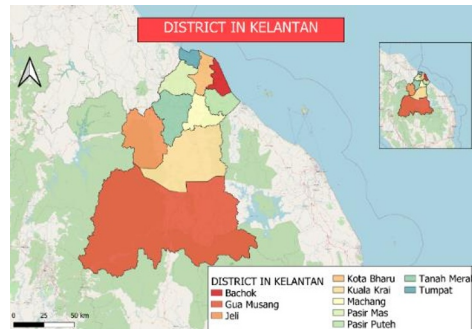 DISTRICT IN KELANTAN
DISTRICT IN KELANTAN
Bachok
Gua Musang
Jeli
Kota Bharu
Kuala Krai
Machang
Pasir Mas
Pasir Puteh
Tanah Merah
Tumpat
0 25 50 km